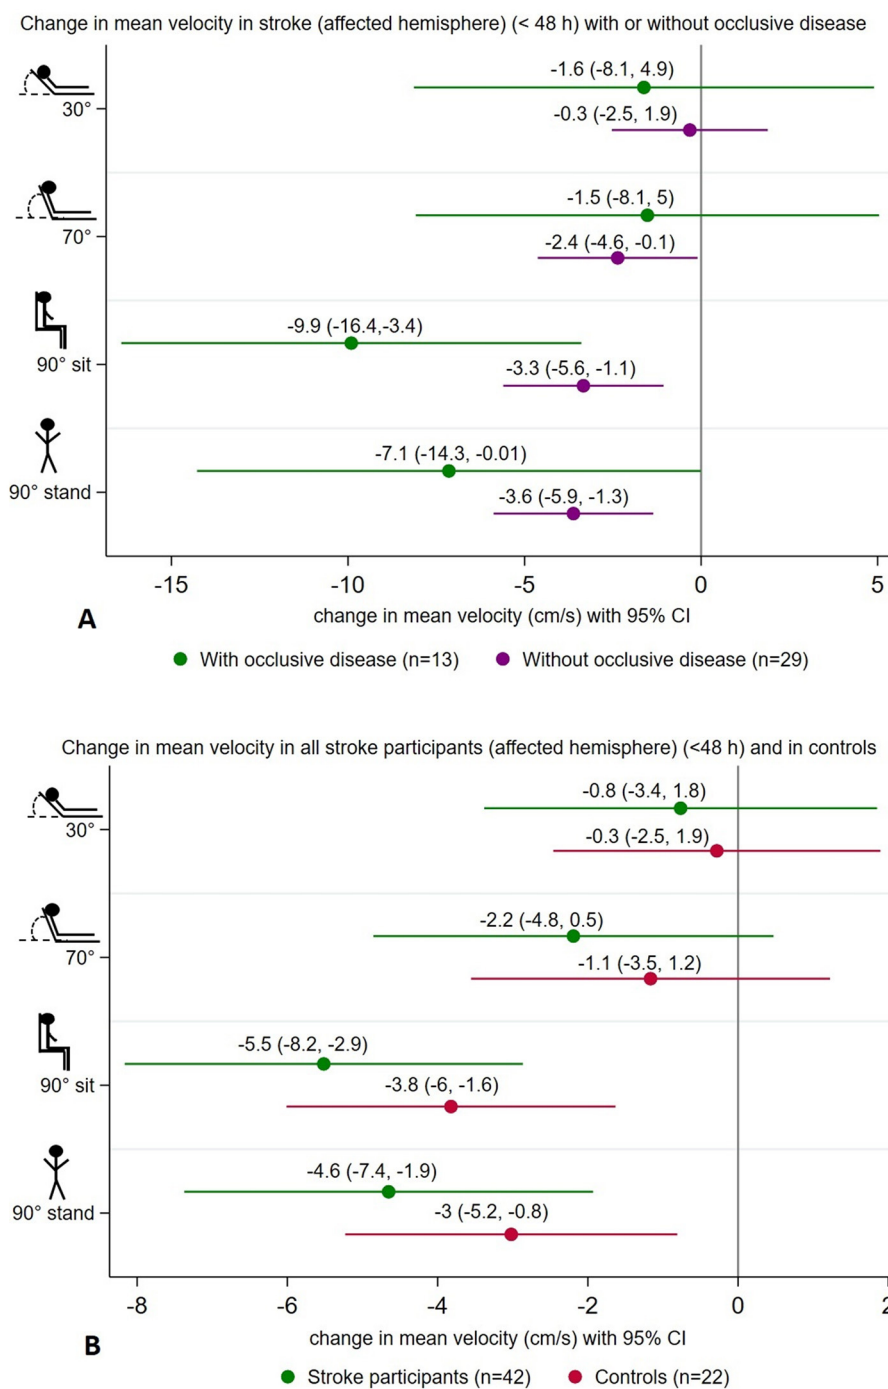 Change in mean velocity in stroke (affected hemisphere) (< 48 h) with or without occlusive disease
-1.6 (-8.1, 4.9)
30°
-0.3 (-2.5, 1.9)
-1.5 (-8.1, 5)
70°
-2.4 (-4.6, -0.1)
-9.9 (-16.4,-3.4)
90° sit
-3.3 (-5.6, -1.1)
-7.1 (-14.3, -0.01)
90° stand
-3.6 (-5.9, -1.3)
-15 -10 -5 0 5
A
change in mean velocity (cm/s) with 95% CI
With occlusive disease (n=13) Without occlusive disease (n=29)
Change in mean velocity in all stroke participants (affected hemisphere) (<48 h) and in controls
-0.8 (-3.4, 1.8)
30°
-0.3 (-2.5, 1.9)
-2.2 (-4.8, 0.5)
70°
-1.1 (-3.5, 1.2)
-5.5 (-8.2, -2.9)
90° sit
-3.8 (-6, -1.6)
-4.6 (-7.4, -1.9)
90° stand
-3 (-5.2, -0.8)
-8 -6 -4 -2 0 2
B
change in mean velocity (cm/s) with 95% CI
Stroke participants (n=42) Controls (n=22)